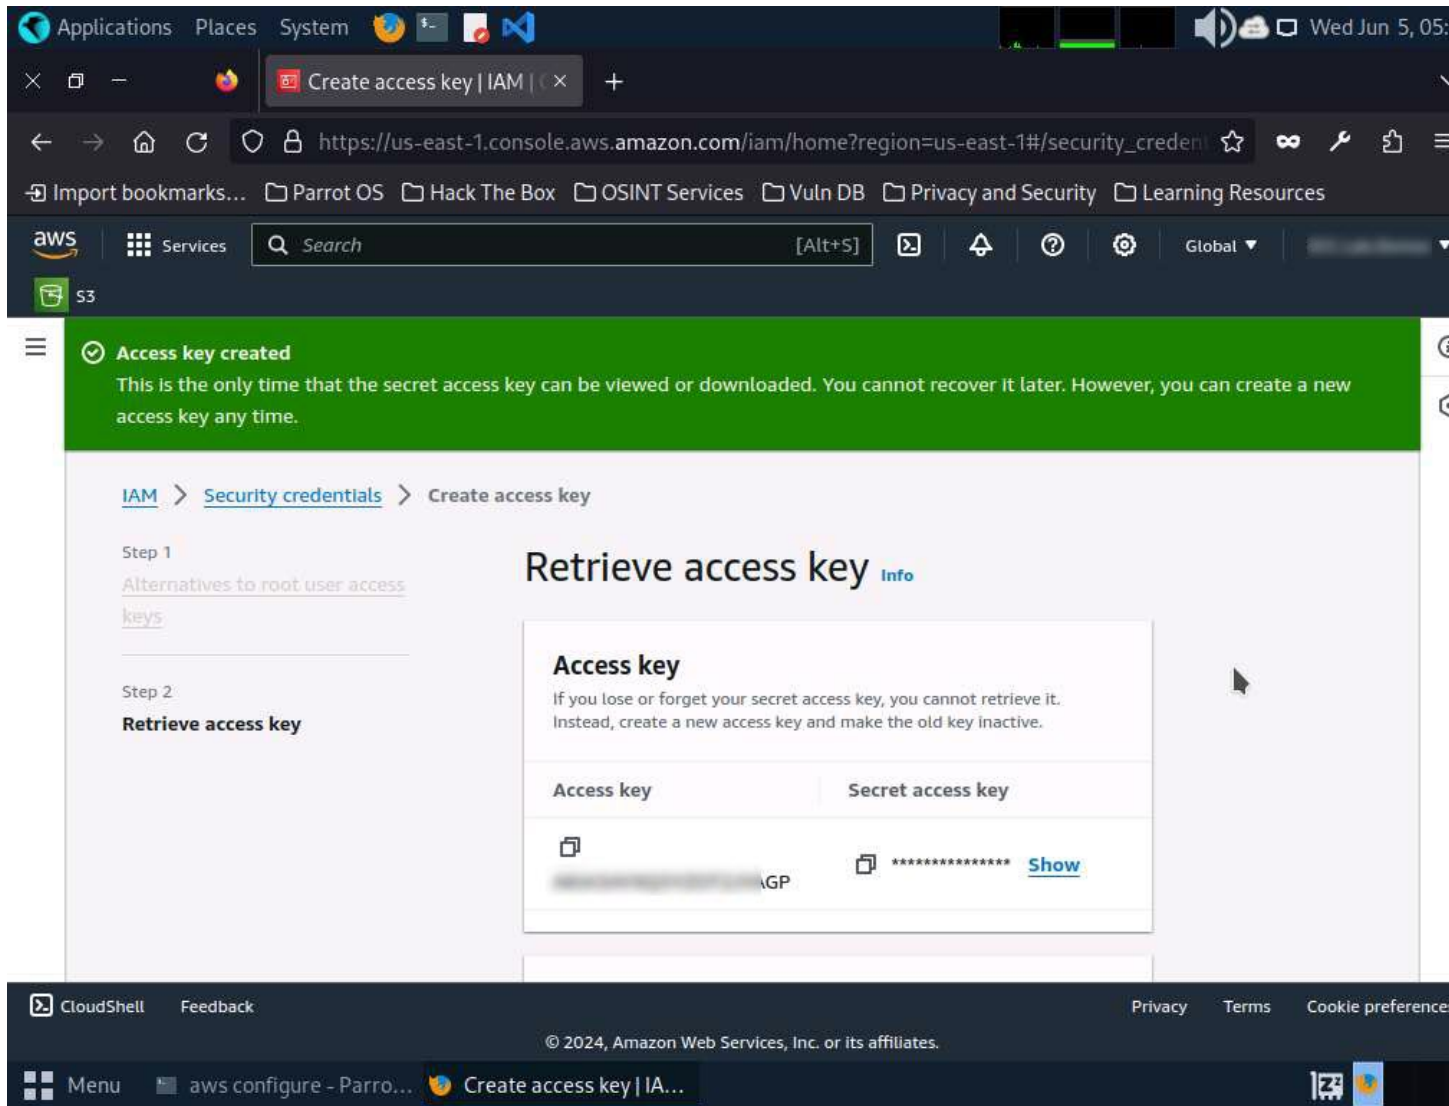 Applications Places System Wed Jun 5, 05:
Create access key | IAM |
https://us-east-1.console.aws.amazon.com/iam/home?region=us-east-1#/security_creden
Import bookmarks... Parrot OS Hack The Box OSINT Services Vuln DB Privacy and Security Learning Resources
aws Services Search [Alt+S] Global
S3
Access key created
This is the only time that the secret access key can be viewed or downloaded. You cannot recover it later. However, you can create a new
access key any time.
IAM > Security credentials > Create access key
Step 1
Alternatives to root user access
keys
Step 2
Retrieve access key
Retrieve access key Info
Access key
If you lose or forget your secret access key, you cannot retrieve it.
Instead, create a new access key and make the old key inactive.
Access key Secret access key
AGP *************** Show
CloudShell Feedback Privacy Terms Cookie preferences
© 2024, Amazon Web Services, Inc. or its affiliates.
Menu aws configure - Parro... Create access key | IA...